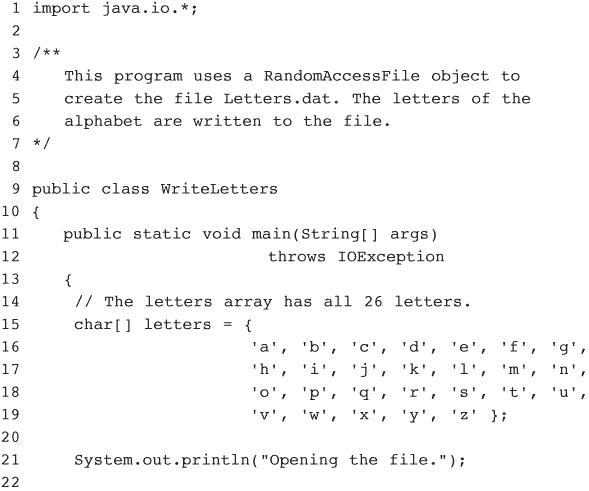 1 import java.io.*;
2
3 /**
4    This program uses a RandomAccessFile object to
5    create the file Letters.dat. The letters of the
6    alphabet are written to the file.
7 */
8
9 public class WriteLetters
10 {
11    public static void main(String[] args)
12                         throws IOException
13    {
14     // The letters array has all 26 letters.
15     char[] letters = {
16                       'a', 'b', 'c', 'd', 'e', 'f', 'g',
17                       'h', 'i', 'j', 'k', 'l', 'm', 'n',
18                       'o', 'p', 'q', 'r', 's', 't', 'u',
19                       'v', 'w', 'x', 'y', 'z' };
20
21     System.out.println("Opening the file.");
22